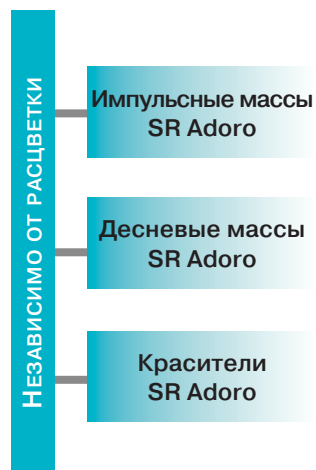 НЕЗАВИСИМО ОТ РАСЦВЕТКИ
Импульсные массы
SR Adoro
Десневые массы
SR Adoro
Красители
SR Adoro